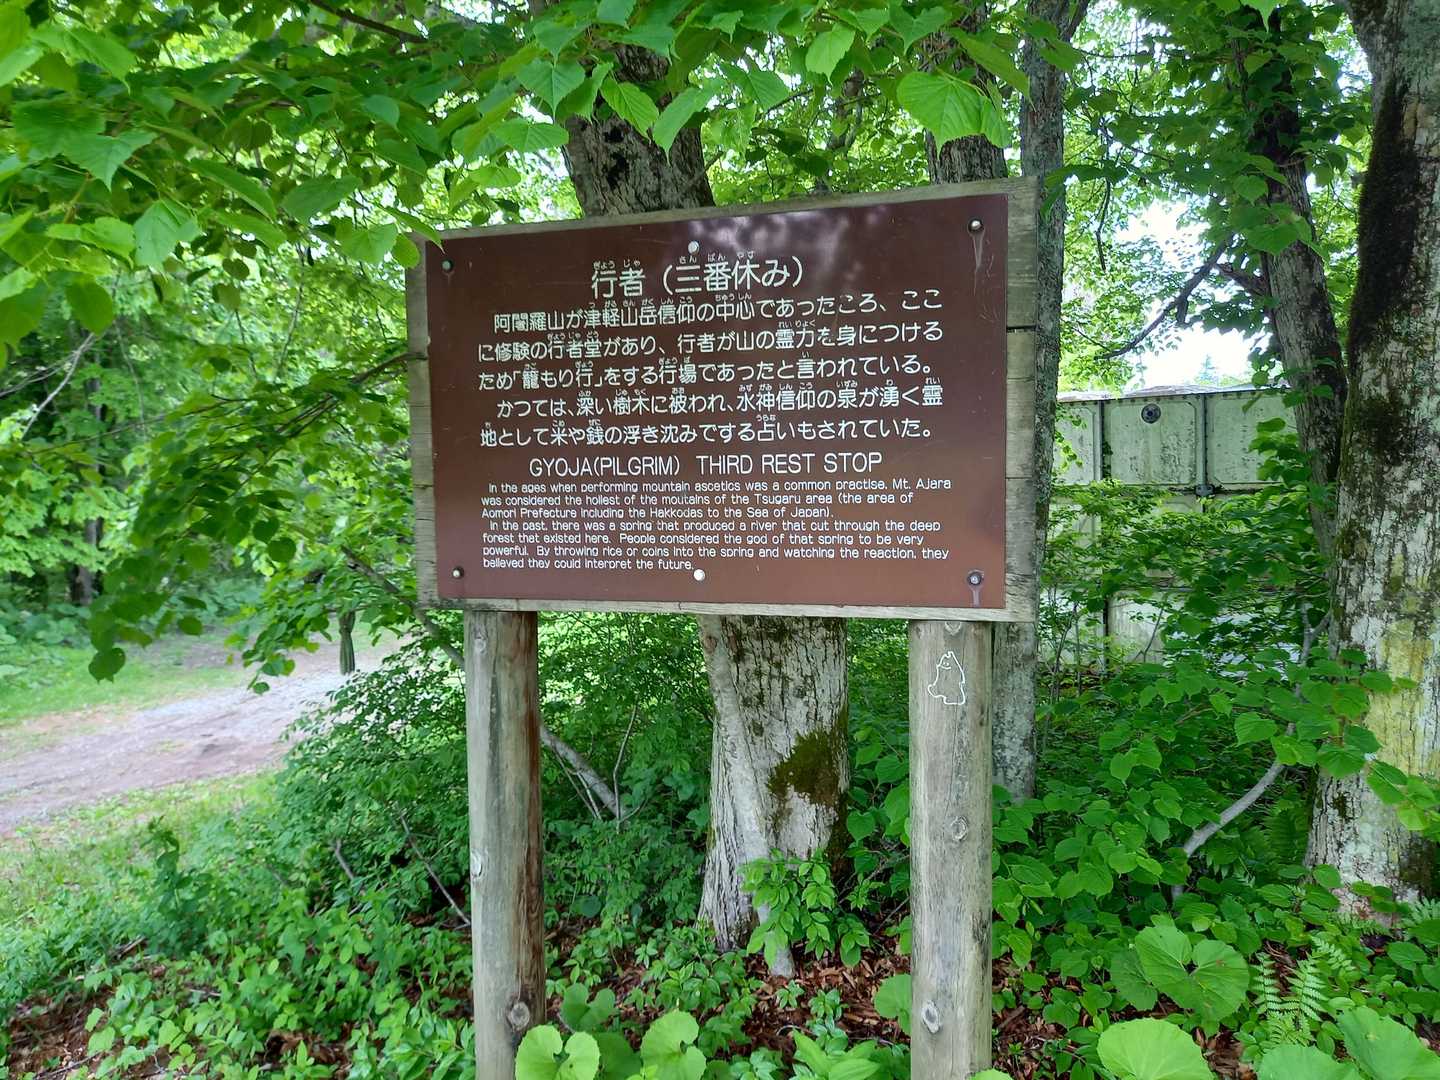 行者（三番休み）
阿闍羅山が津軽山岳信仰の中心であったころ、ここ
に修験の行者堂があり、行者が山の霊力を身につける
ため「籠もり行」をする行場であったと言われている。
かつては、深い樹木に被われ、水神信仰の泉が湧く霊
地として米や銭の浮き沈みでする占いもされていた。
GYOJA(PILGRIM) THIRD REST STOP
In the ages when performing mountain ascetics was a common practise, Mt. Ajara
was considered the holiest of the moutains of the Tsugaru area (the area of
Aomori Prefecture including the Hakkodas to the Sea of Japan).
In the past, there was a spring that produced a river that cut through the deep
forest that existed here. People considered the god of that spring to be very
powerful. By throwing rice or coins into the spring and watching the reaction, they
believed they could interpret the future.